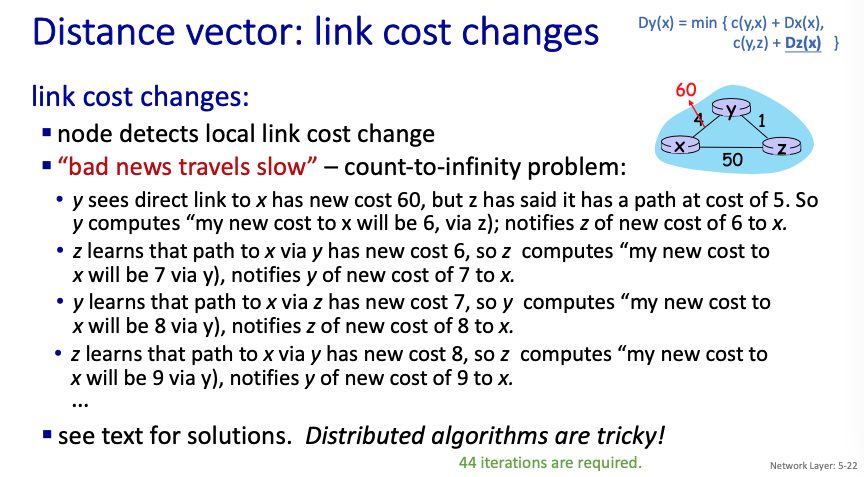 Distance vector: link cost changes
Dy(x) = min { c(y,x) + Dx(x),
c(y,z) + Dz(x) }
link cost changes:
▪ node detects local link cost change
▪ “bad news travels slow” – count-to-infinity problem:
60
4
y
1
x
50
z
• y sees direct link to x has new cost 60, but z has said it has a path at cost of 5. So
y computes “my new cost to x will be 6, via z); notifies z of new cost of 6 to x.
• z learns that path to x via y has new cost 6, so z computes “my new cost to
x will be 7 via y), notifies y of new cost of 7 to x.
• y learns that path to x via z has new cost 7, so y computes “my new cost to
x will be 8 via y), notifies z of new cost of 8 to x.
• z learns that path to x via y has new cost 8, so z computes “my new cost to
x will be 9 via y), notifies y of new cost of 9 to x.
...
▪ see text for solutions. Distributed algorithms are tricky!
44 iterations are required.
Network Layer: 5-22